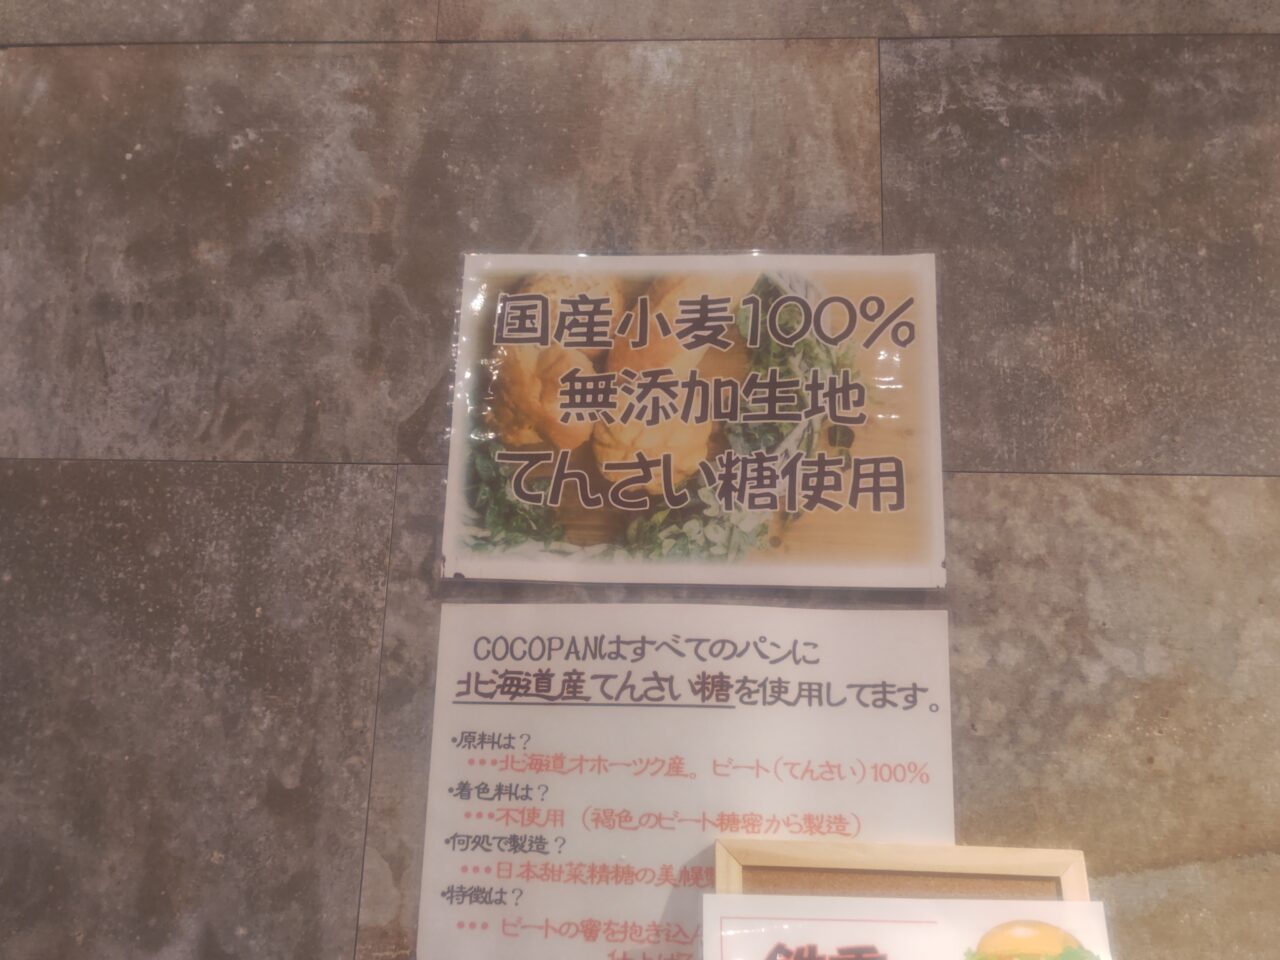 国産小麦100%
無添加生地
てんさい糖使用
COCOPANはすべてのパンに
北海道産てんさい糖を使用してます。
・原料は？
・・・北海道オホーツク産。ビート（てんさい）100%
・着色料は？
・・・不使用（褐色のビート糖密から製造）
・何処で製造？
・・・日本甜菜精糖の美幌
・特徴は？
・・・ビートの蜜を抱き込